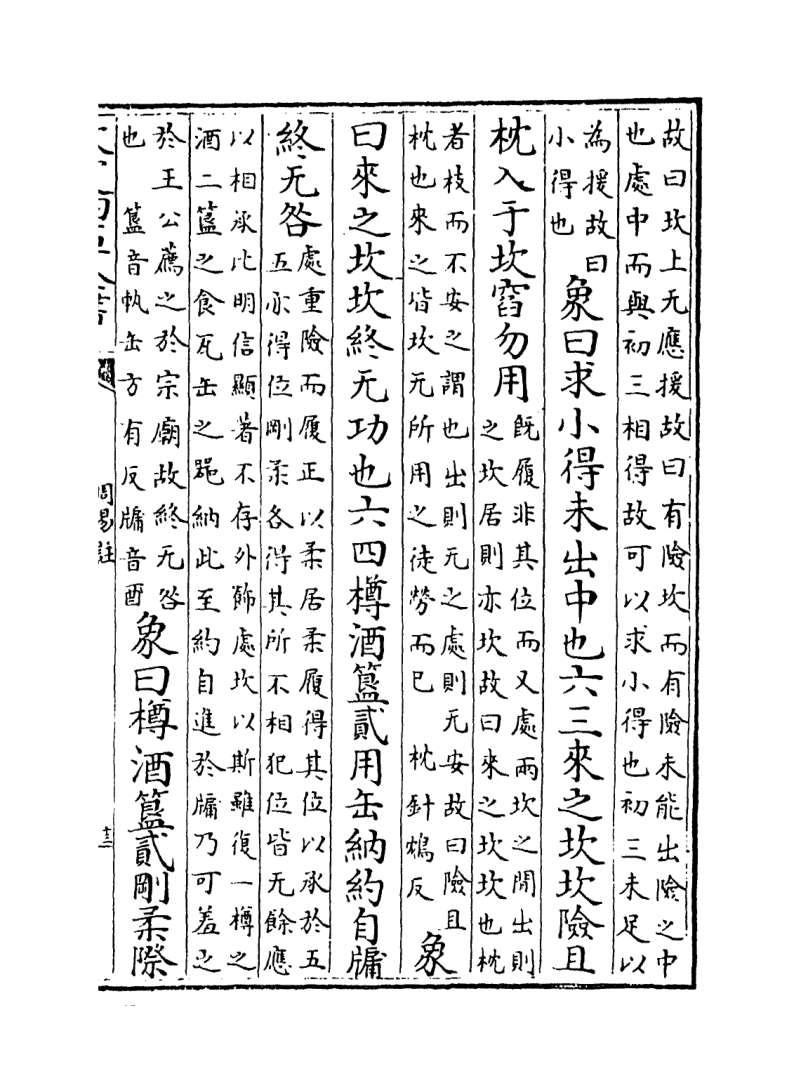 故曰坎上无應援故曰有險坎而有險未能出險之中
也處中而與初三相得故可以求小得也初三未足以
為援故曰
小得也
象曰求小得未出中也六三來之坎坎險且
枕入于坎窞勿用
既履非其位而又處兩坎之閒出則
之坎居則亦坎故曰來之坎坎也枕
者枝而不安之謂也出則无之處則无安故曰險且
枕也來之皆坎无所用之徒勞而已　枕針鴆反
象
曰來之坎坎終无功也六四樽酒簋貳用缶納約自牖
終无咎
處重險而履正以柔居柔履得其位以承於五
五亦得位剛柔各得其所不相犯位皆无餘應
以相承比明信顯著不存外飾處坎以斯雖復一樽之
酒二簋之食瓦缶之器納此至約自進於牖乃可羞之
於王公薦之於宗廟故終无咎
也　簋音軌缶方有反牖音酉
象曰樽酒簋貳剛柔際
周易註
十三